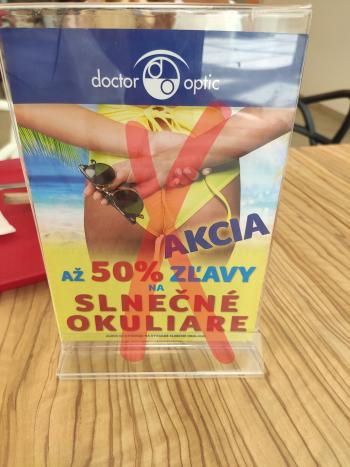 doctor optic
AKCIA
AŽ 50% ZĽAVY
NA
SLNEČNÉ
OKULIARE